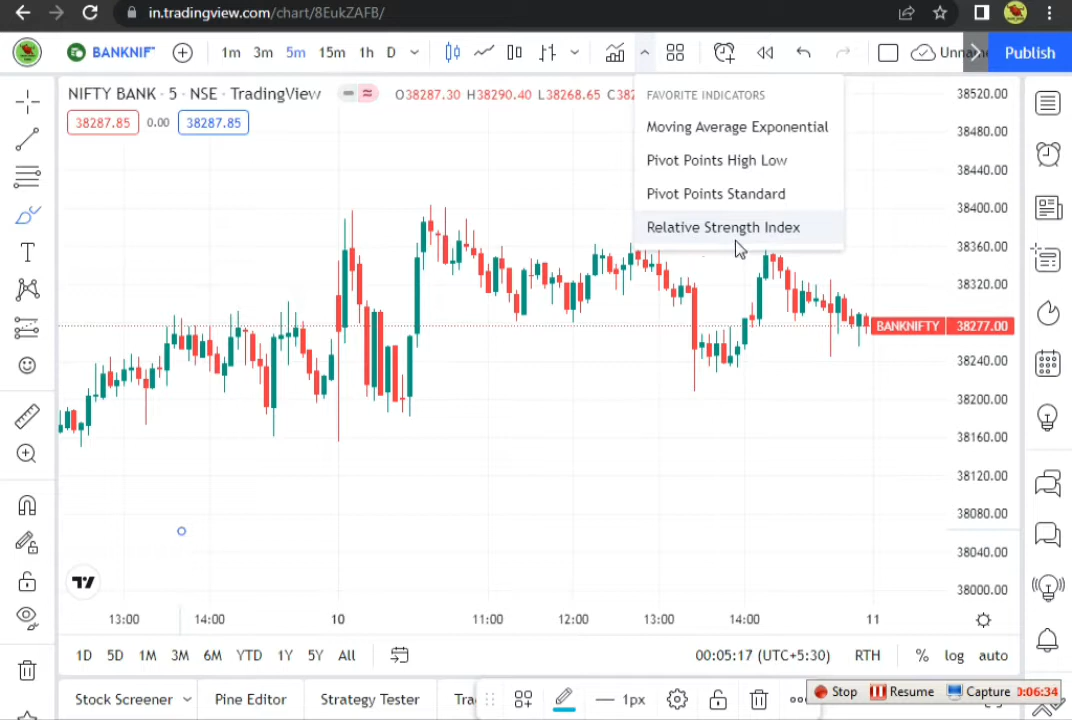 in.tradingview.com/chart/8EukZAFB/
BANKNIF 1m 3m 5m 15m 1h D Unna Publish
NIFTY BANK · 5 · NSE · TradingView O38287.30 H38290.40 L38268.65 C382
38287.85 0.00 38287.85
FAVORITE INDICATORS
Moving Average Exponential
Pivot Points High Low
Pivot Points Standard
Relative Strength Index
38520.00
38480.00
38440.00
38400.00
38360.00
38320.00
BANKNIFTY 38277.00
38240.00
38200.00
38160.00
38120.00
38080.00
38040.00
38000.00
13:00 14:00 10 11:00 12:00 13:00 14:00 11
1D 5D 1M 3M 6M YTD 1Y 5Y All 00:05:17 (UTC+5:30) RTH % log auto
Stock Screener Pine Editor Strategy Tester Tra 1px Stop Resume Capture 0:06:34